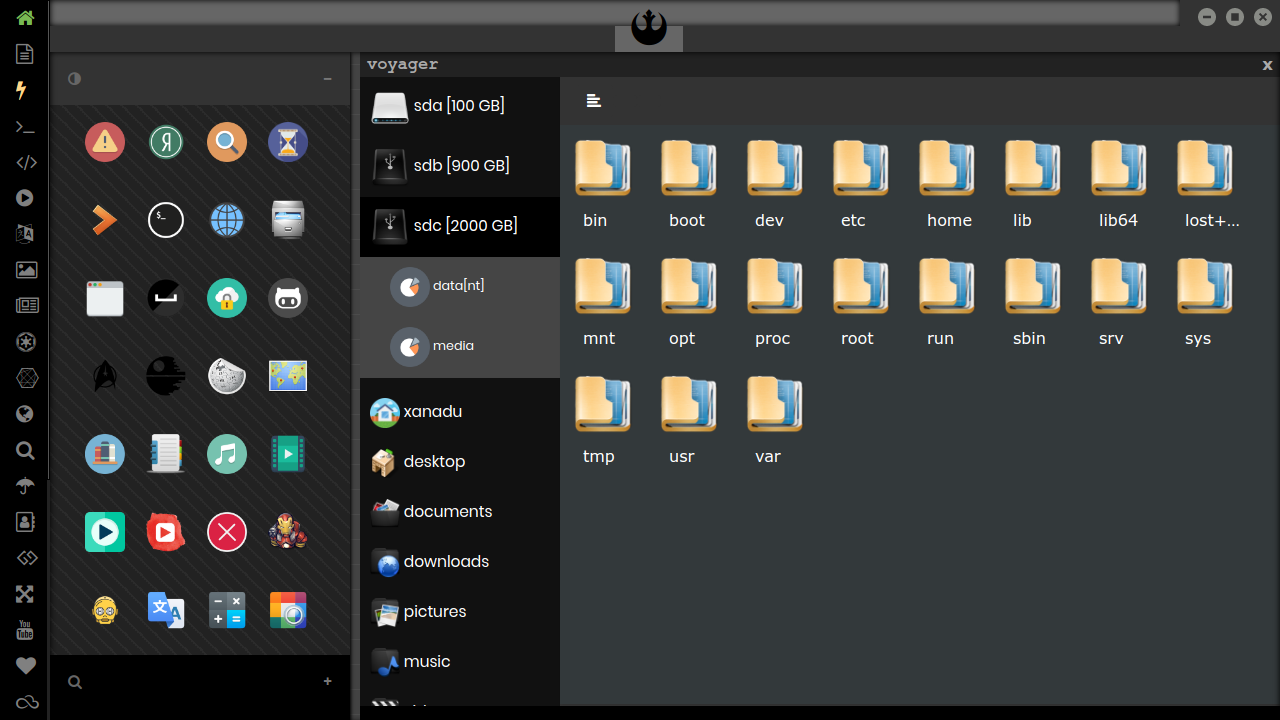 voyager
x
sda [100 GB]
sdb [900 GB]
sdc [2000 GB]
data[nt]
media
xanadu
desktop
documents
downloads
pictures
music
bin boot dev etc home lib lib64 lost+...
mnt opt proc root run sbin srv sys
tmp usr var
You
Tube